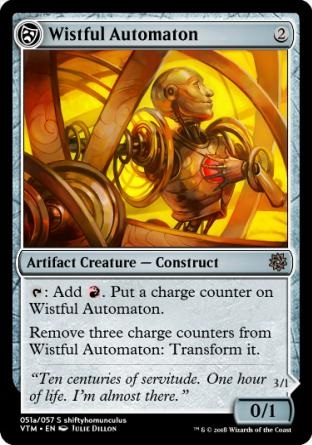 Wistful Automaton 2
Artifact Creature — Construct
: Add . Put a charge counter on
Wistful Automaton.
Remove three charge counters from
Wistful Automaton: Transform it.
“Ten centuries of servitude. One hour
of life. I’m almost there.”
3/1
0/1
051a/057 S shiftyhomunculus
VTM • EN JULIE DILLON
™ & © 2018 Wizards of the Coast